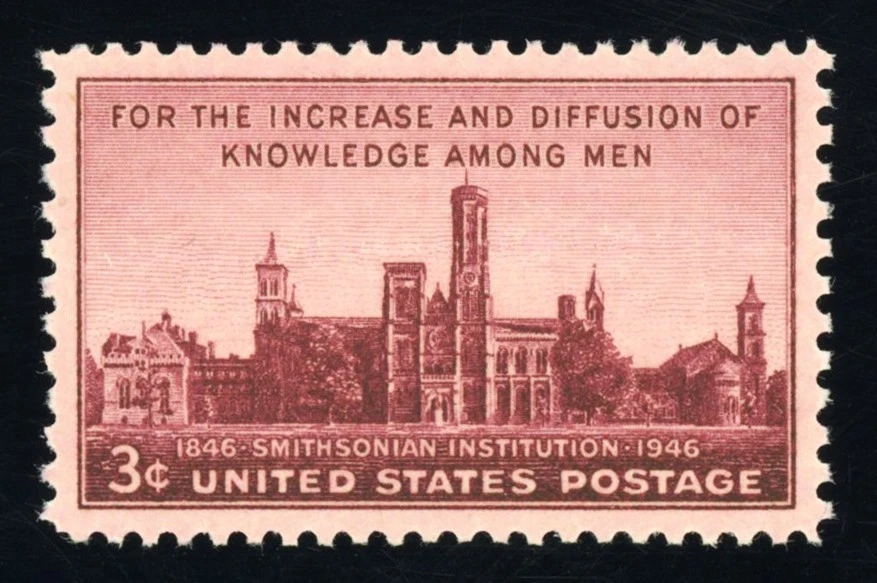 FOR THE INCREASE AND DIFFUSION OF
KNOWLEDGE AMONG MEN
1846·SMITHSONIAN INSTITUTION·1946
3¢ UNITED STATES POSTAGE